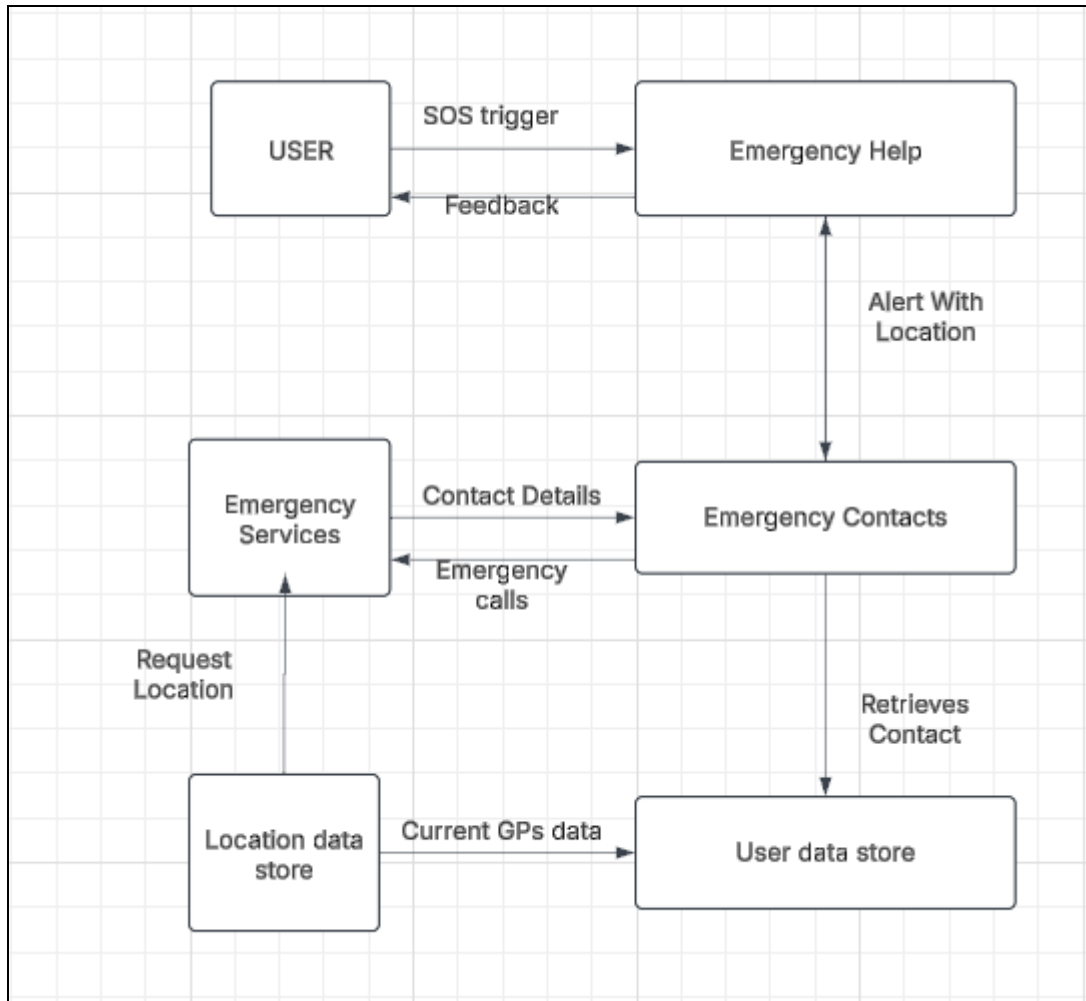 USER
SOS trigger
Emergency Help
Feedback
Alert With
Location
Emergency
Services
Contact Details
Emergency Contacts
Emergency
calls
Request
Location
Retrieves
Contact
Location data
store
Current GPs data
User data store